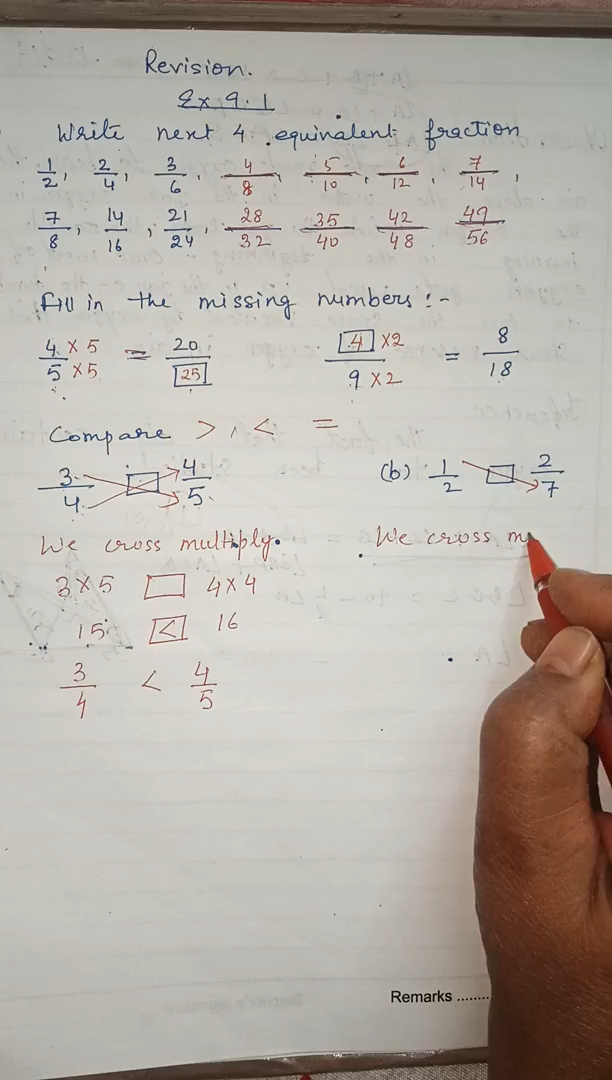 Revision.
Ex 9.1
Write next 4 equivalent fraction
1/2, 2/4, 3/6, 4/8, 5/10, 6/12, 7/14,
7/8, 14/16, 21/24, 28/32, 35/40, 42/48, 49/56
Fill in the missing numbers :-
4 × 5 / 5 × 5 = 20/25 4 × 2 / 9 × 2 = 8/18
Compare >, < =
3/4 □ 4/5 (b) 1/2 □ 2/7
We cross multiply. We cross m
3 × 5 □ 4 × 4
15 < 16
3/4 < 4/5
Remarks ........